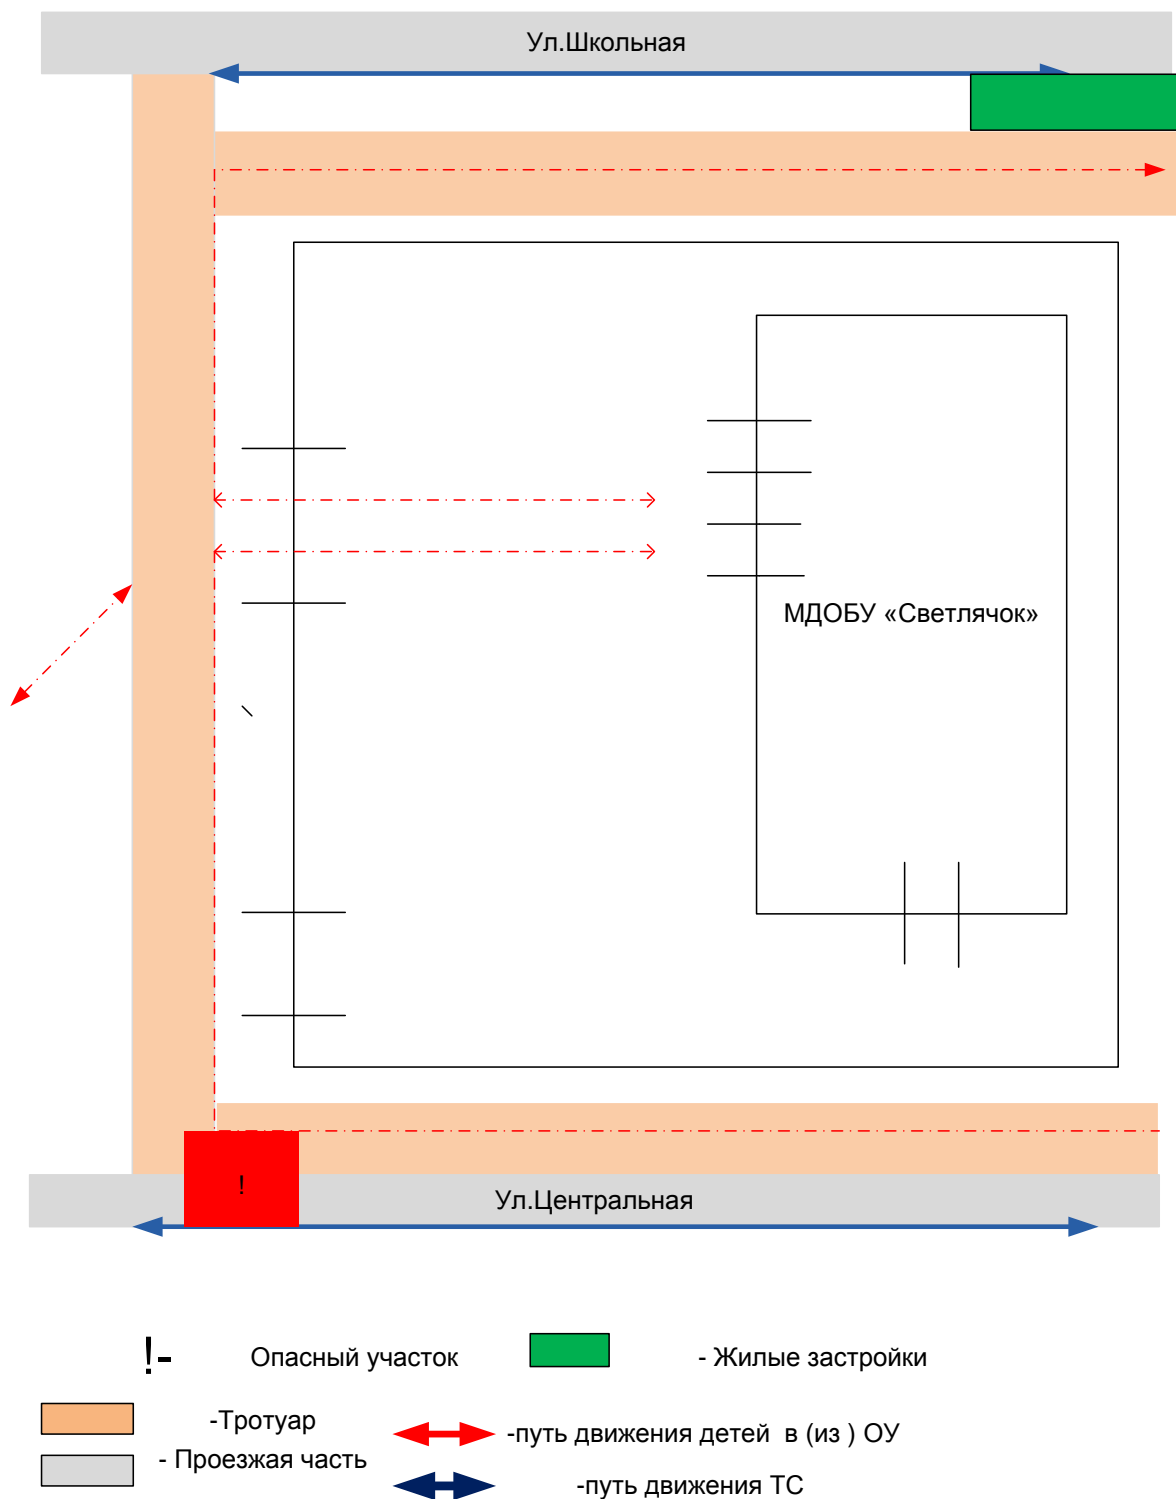 Ул.Школьная
МДОБУ «Светлячок»
!
Ул.Центральная
!- Опасный участок - Жилые застройки
-Тротуар
-путь движения детей в (из ) ОУ
- Проезжая часть
-путь движения ТС